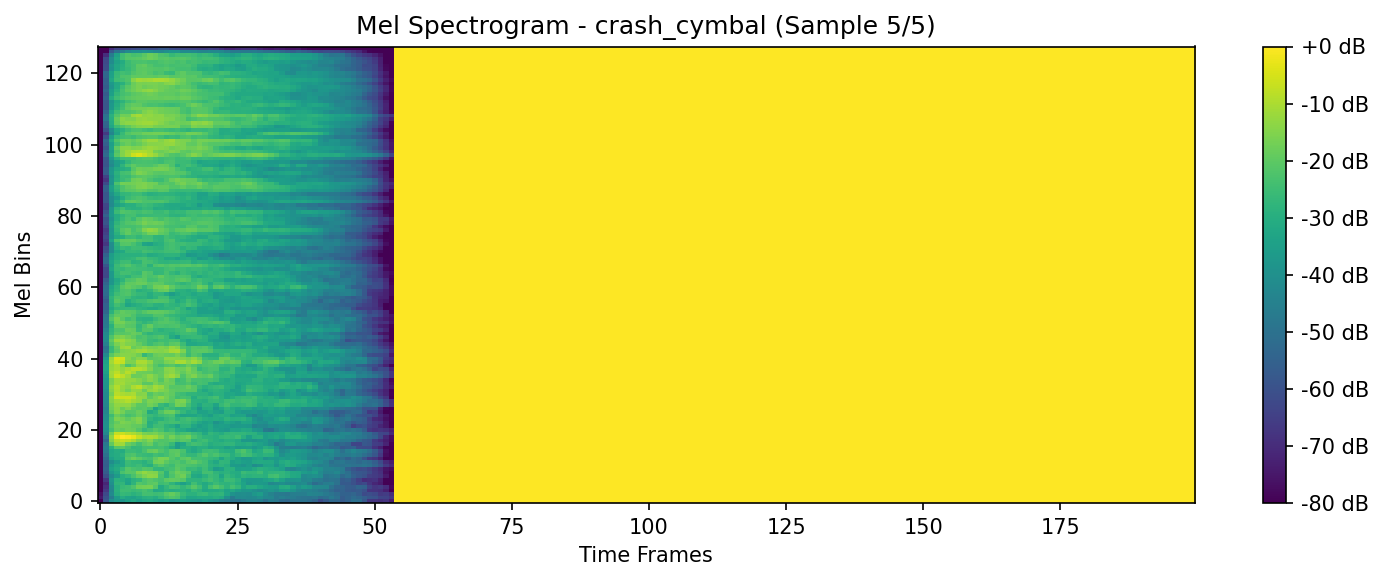 Mel Spectrogram - crash_cymbal (Sample 5/5)
Mel Bins
120
100
80
60
40
20
0
0 25 50 75 100 125 150 175
Time Frames
+0 dB
-10 dB
-20 dB
-30 dB
-40 dB
-50 dB
-60 dB
-70 dB
-80 dB